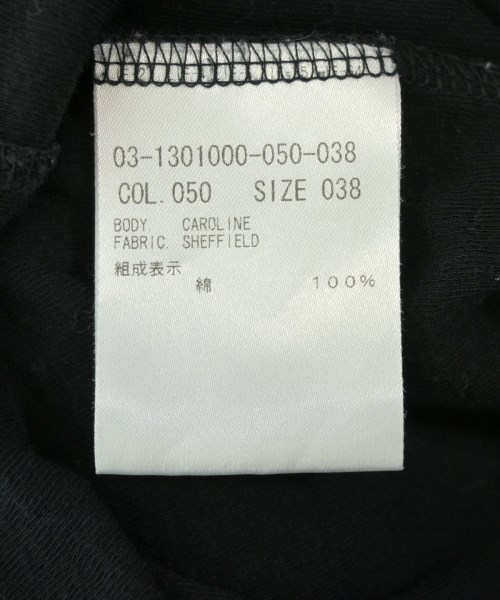 03-1301000-050-038
COL.050 SIZE 038
BODY. CAROLINE
FABRIC. SHEFFIELD
組成表示
綿 100%